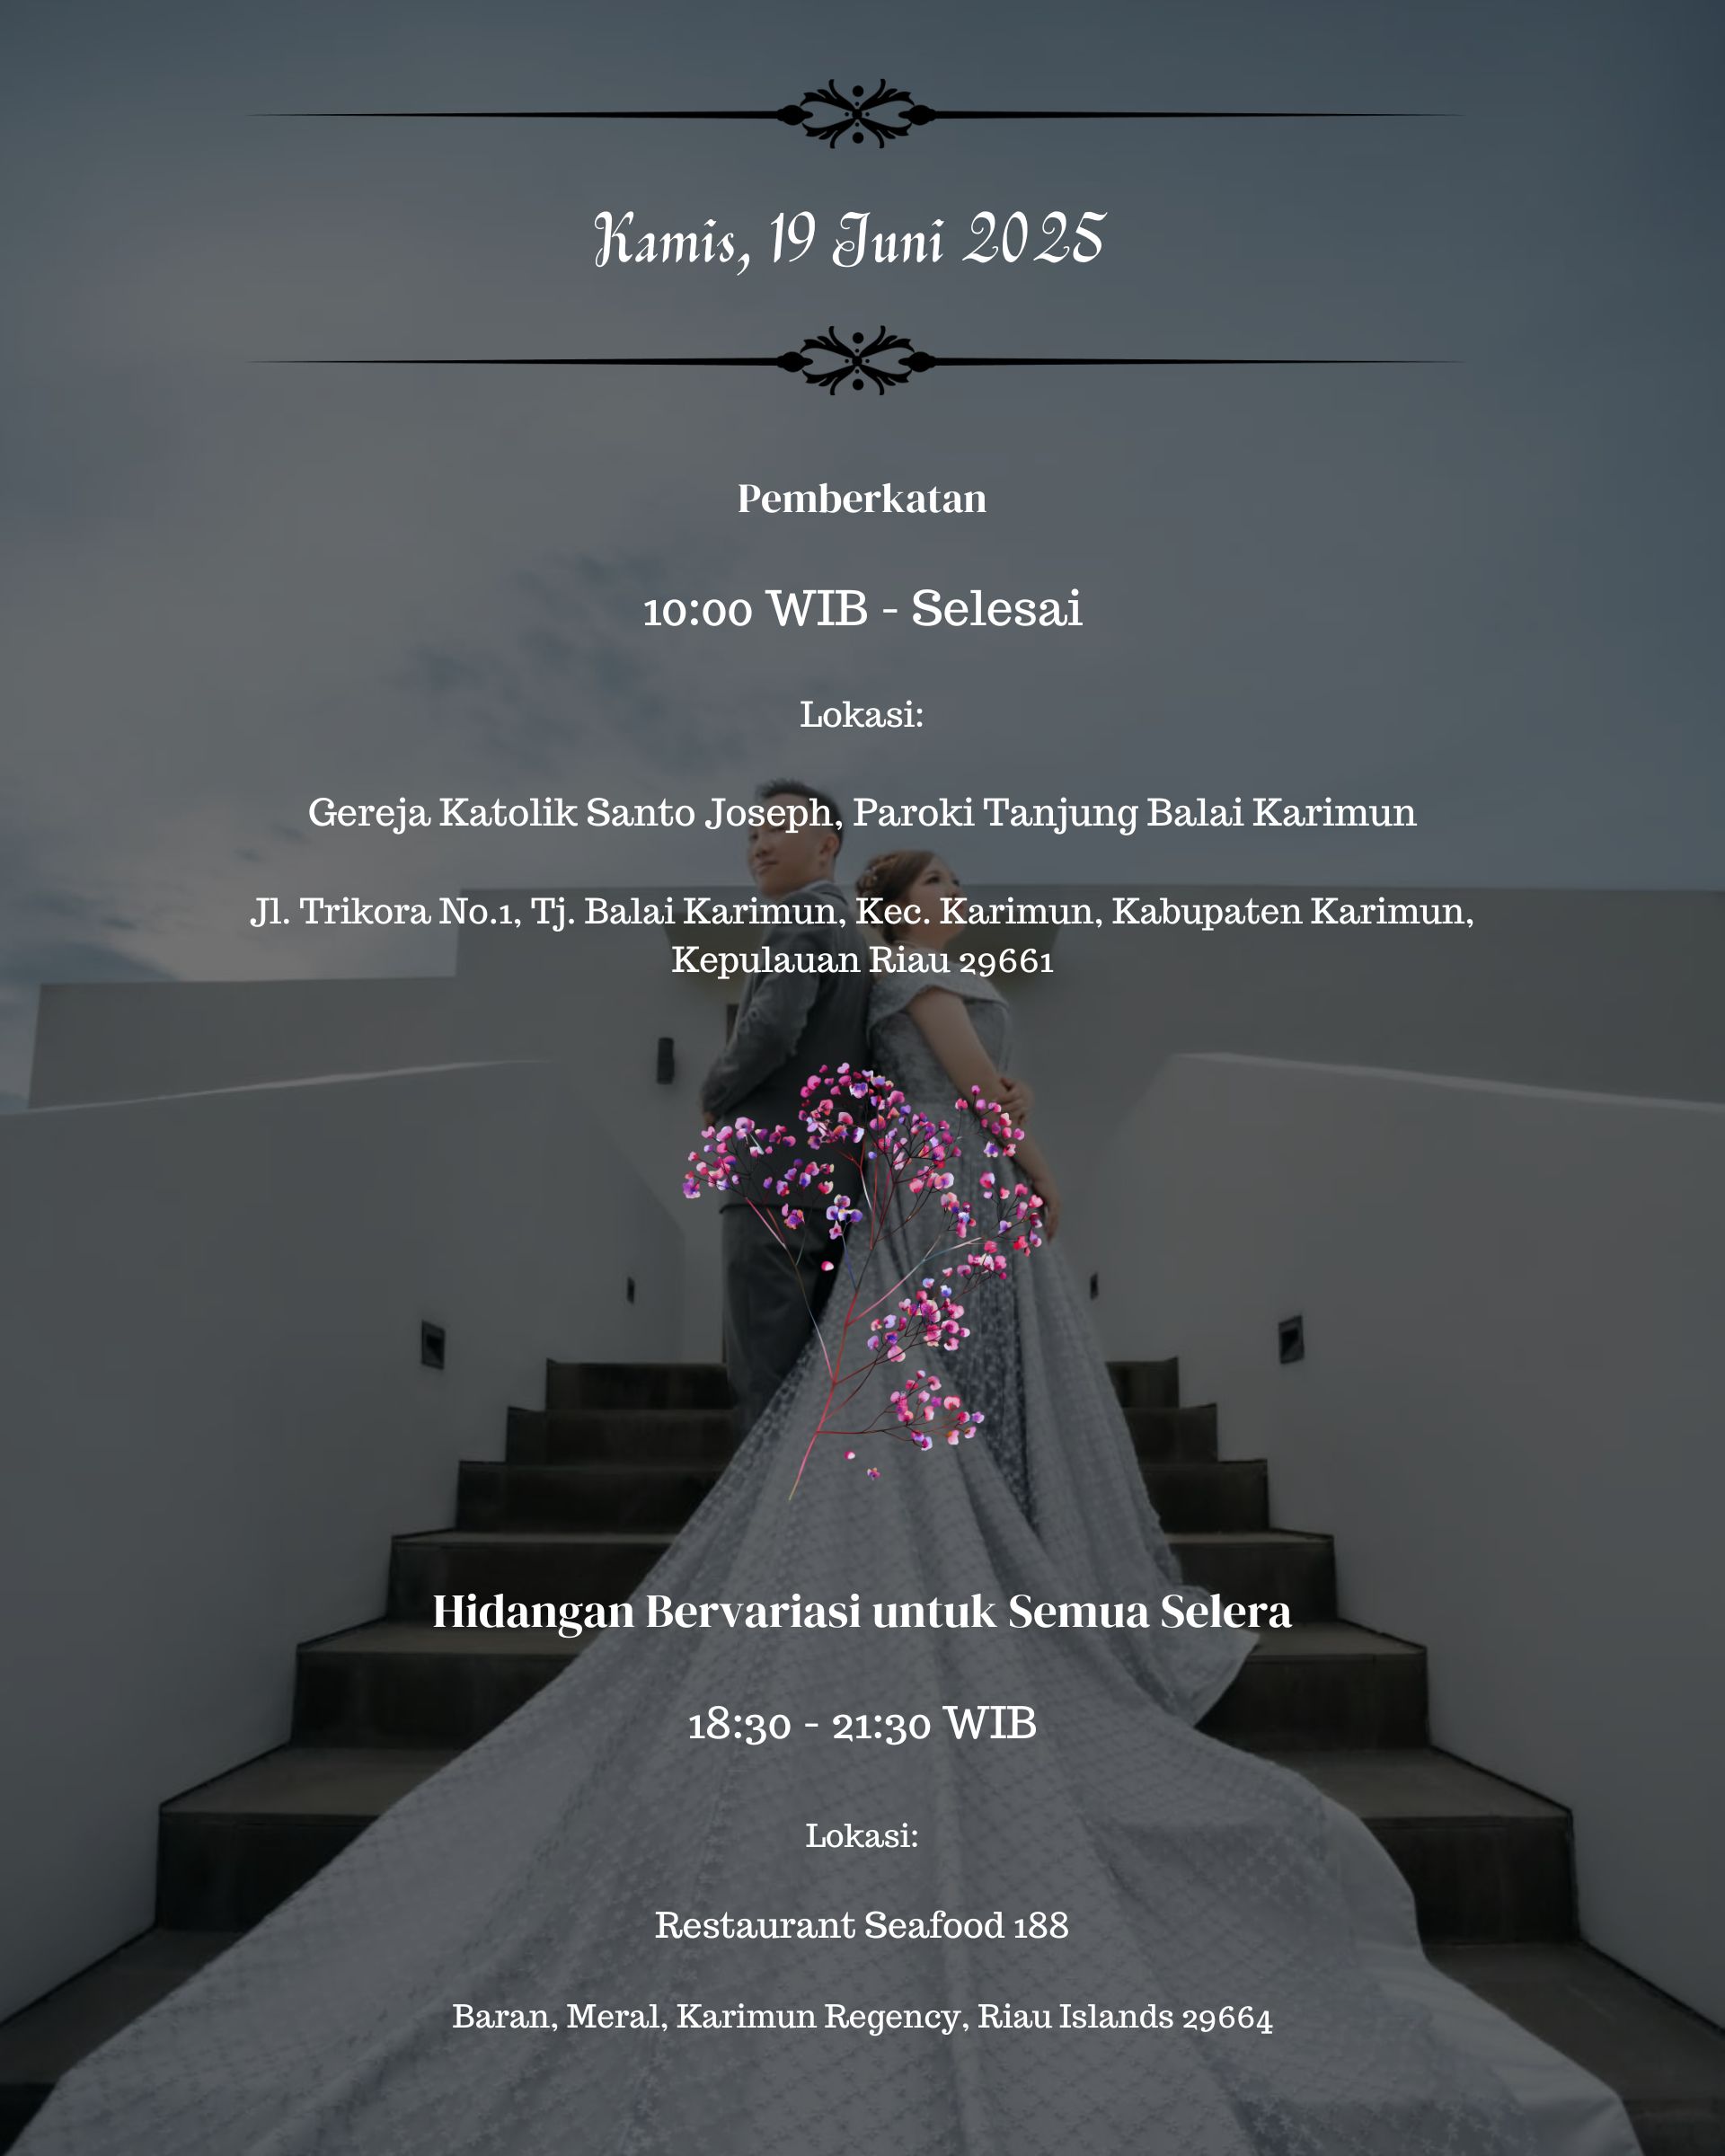 Kamis, 19 Juni 2025
Pemberkatan
10:00 WIB - Selesai
Lokasi:
Gereja Katolik Santo Joseph, Paroki Tanjung Balai Karimun
Jl. Trikora No.1, Tj. Balai Karimun, Kec. Karimun, Kabupaten Karimun,
Kepulauan Riau 29661
Hidangan Bervariasi untuk Semua Selera
18:30 - 21:30 WIB
Lokasi:
Restaurant Seafood 188
Baran, Meral, Karimun Regency, Riau Islands 29664